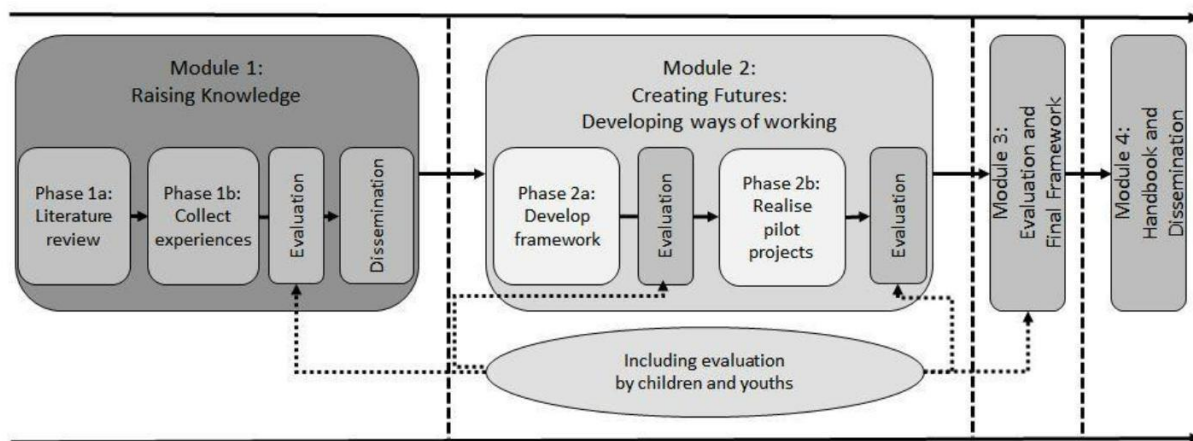 Module 1:
Raising Knowledge
Phase 1a:
Literature
review
Phase 1b:
Collect
experiences
Evaluation
Dissemination
Module 2:
Creating Futures:
Developing ways of working
Phase 2a:
Develop
framework
Evaluation
Phase 2b:
Realise
pilot
projects
Evaluation
Module 3:
Evaluation and
Final Framework
Module 4:
Handbook and
Dissemination
Including evaluation
by children and youths